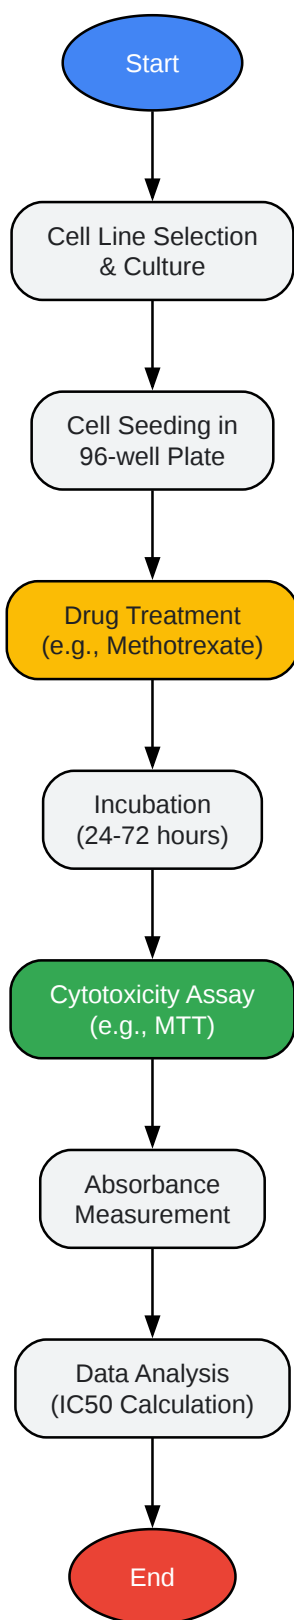 Start
Cell Line Selection
& Culture
Cell Seeding in
96-well Plate
Drug Treatment
(e.g., Methotrexate)
Incubation
(24-72 hours)
Cytotoxicity Assay
(e.g., MTT)
Absorbance
Measurement
Data Analysis
(IC50 Calculation)
End